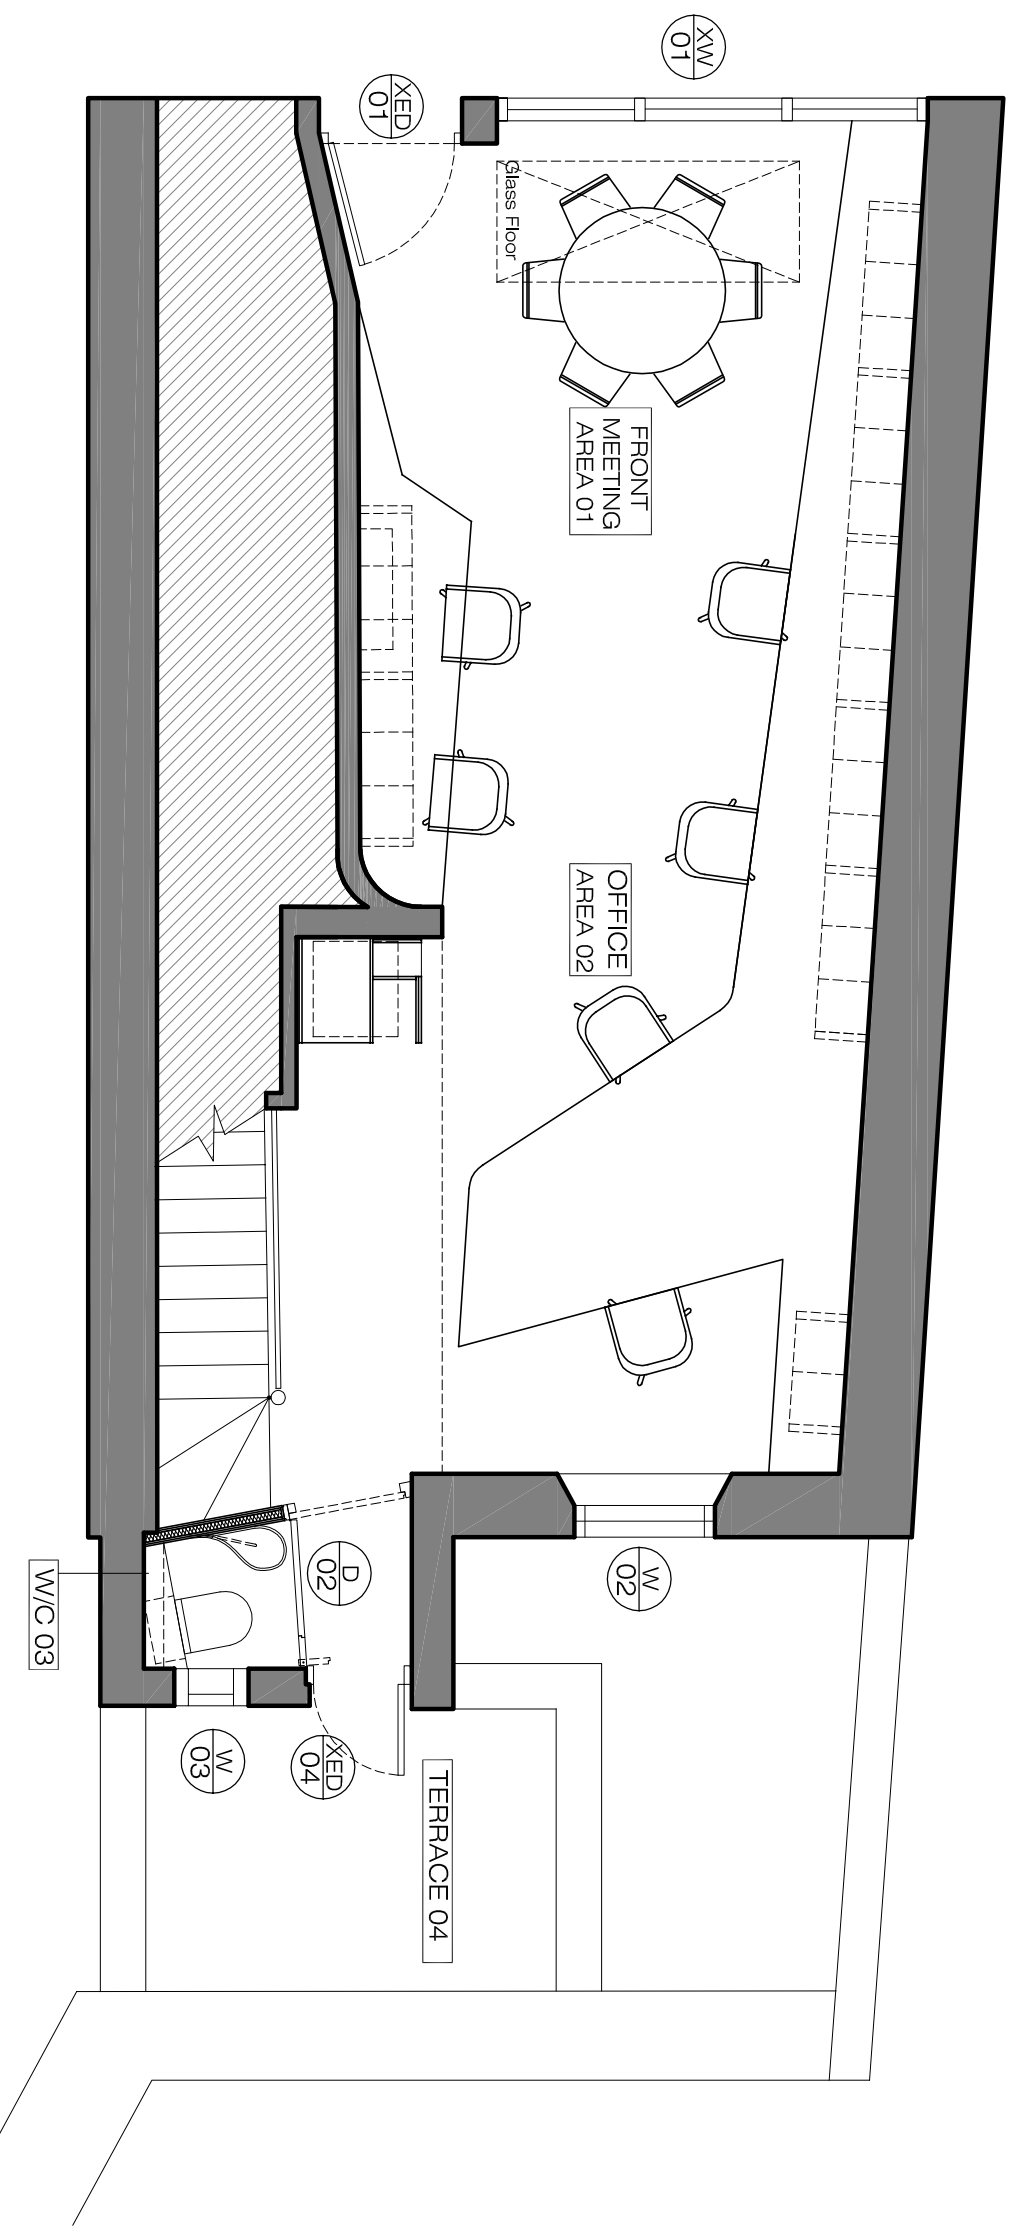 XW
01
XED
01
Glass Floor
FRONT
MEETING
AREA 01
OFFICE
AREA 02
D
02
W
02
W/C 03
W
03
XED
04
TERRACE 04